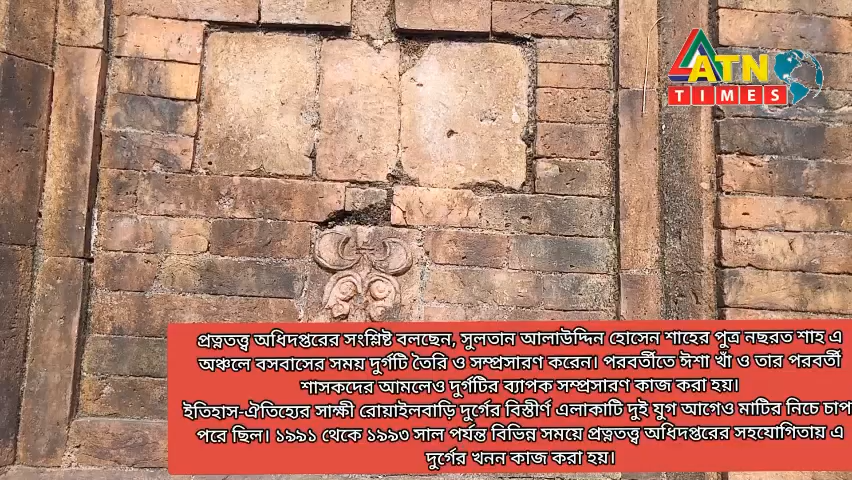 ATN
TIMES
প্রত্নতত্ত্ব অধিদপ্তরের সংশ্লিষ্ট বলছেন, সুলতান আলাউদ্দিন হোসেন শাহের পুত্র নছরত শাহ এ
অঞ্চলে বসবাসের সময় দুর্গটি তৈরি ও সম্প্রসারণ করেন। পরবর্তীতে ঈশা খাঁ ও তার পরবর্তী
শাসকদের আমলেও দুর্গটির ব্যাপক সম্প্রসারণ কাজ করা হয়।
ইতিহাস-ঐতিহ্যের সাক্ষী রোয়াইলবাড়ি দুর্গের বিস্তীর্ণ এলাকাটি দুই যুগ আগেও মাটির নিচে চাপা
পরে ছিল। ১৯৯১ থেকে ১৯৯৩ সাল পর্যন্ত বিভিন্ন সময়ে প্রত্নতত্ত্ব অধিদপ্তরের সহযোগিতায় এ
দুর্গের খনন কাজ করা হয়।